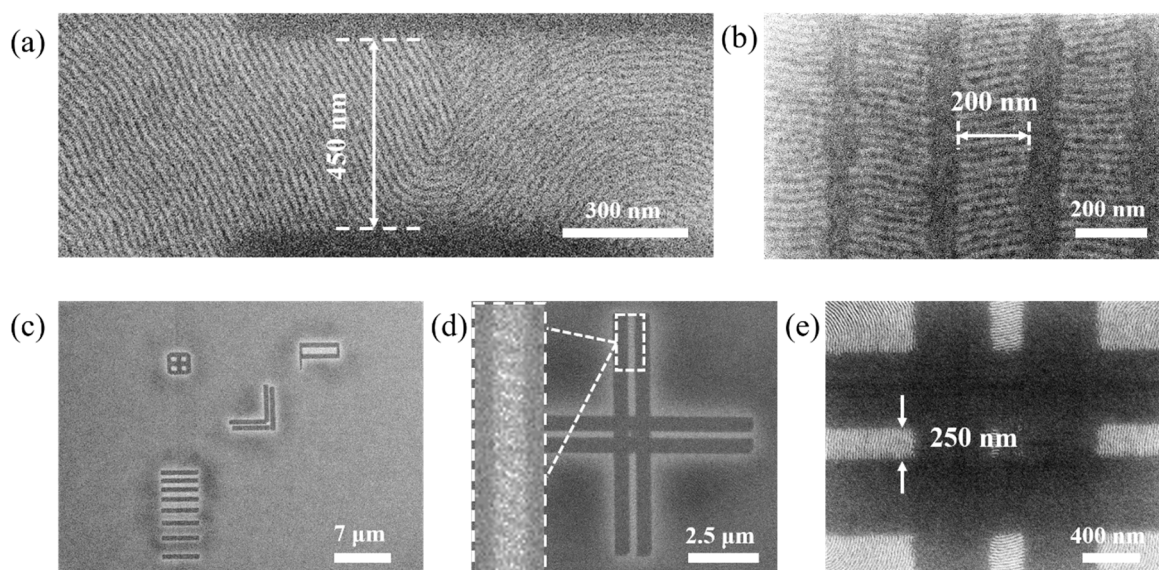 (a)
450 nm
300 nm
(b)
200 nm
200 nm
(c)
7 μm
(d)
2.5 μm
(e)
250 nm
400 nm